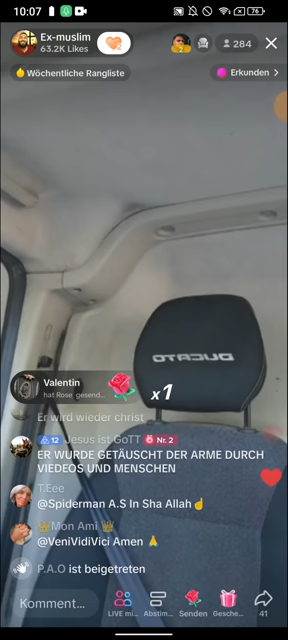 10:07
76
Ex-muslim
63.2K Likes
284
Wöchentliche Rangliste
Erkunden >
DUCATO
Valentin
hat Rose gesend...
x1
Er wird wieder christ
12 Jesus ist GoTT Nr. 2
ER WURDE GETÄUSCHT DER ARME DURCH
VIEDEOS UND MENSCHEN
T.Eee
@Spiderman A.S In Sha Allah☝
👑Mon Ami 👑
@VeniVidiVici Amen 🙏
P.A.O ist beigetreten
Komment...
LIVE mi...
Abstim...
Senden
Gesche...
41